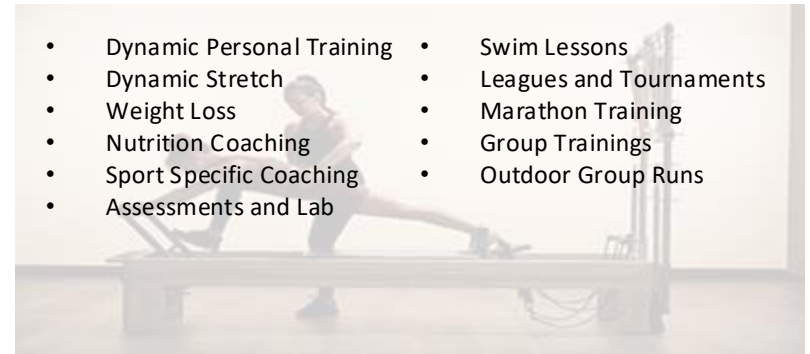 • Dynamic Personal Training
• Dynamic Stretch
• Weight Loss
• Nutrition Coaching
• Sport Specific Coaching
• Assessments and Lab
• Swim Lessons
• Leagues and Tournaments
• Marathon Training
• Group Trainings
• Outdoor Group Runs